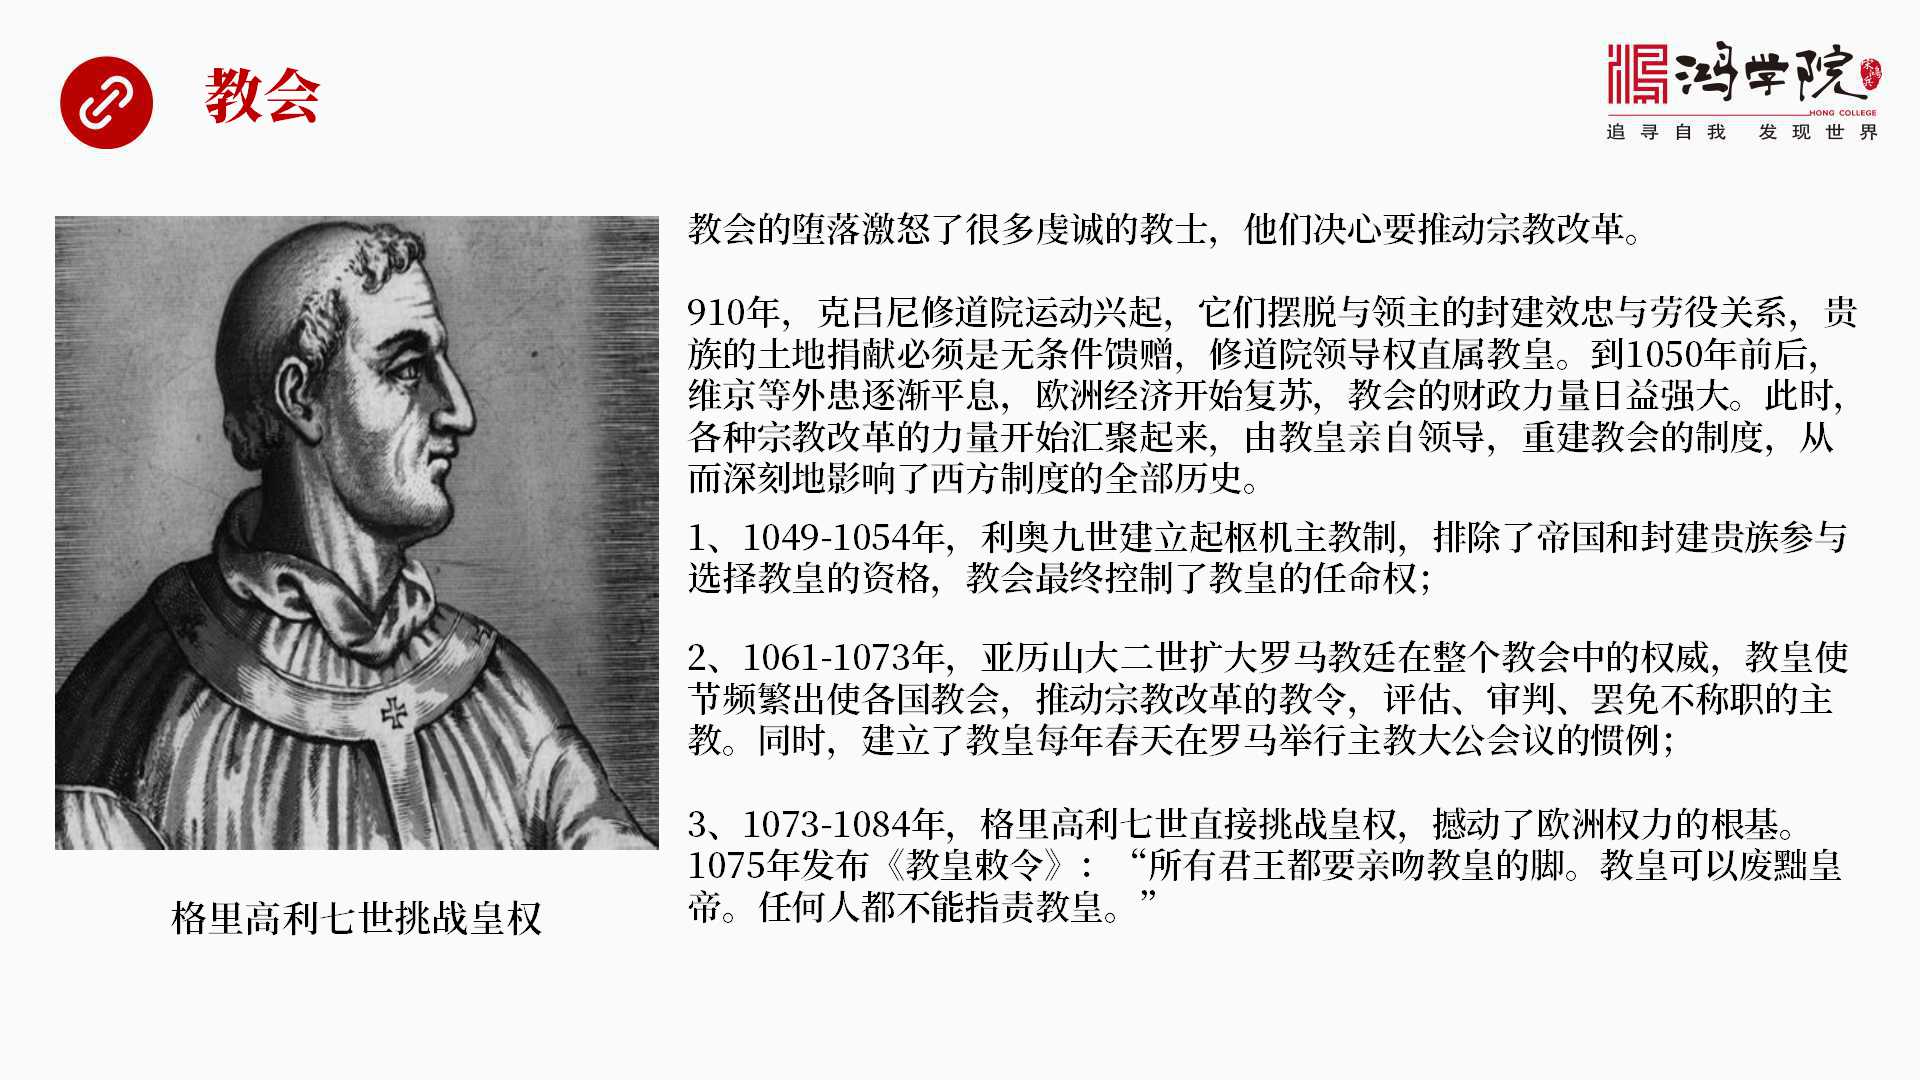 教会
鸿学院
宋鸿兵
HONG COLLEGE
追寻自我 发现世界
教会的堕落激怒了很多虔诚的教士，他们决心要推动宗教改革。
910年，克吕尼修道院运动兴起，它们摆脱与领主的封建效忠与劳役关系，贵
族的土地捐献必须是无条件馈赠，修道院领导权直属教皇。到1050年前后，
维京等外患逐渐平息，欧洲经济开始复苏，教会的财政力量日益强大。此时，
各种宗教改革的力量开始汇聚起来，由教皇亲自领导，重建教会的制度，从
而深刻地影响了西方制度的全部历史。
1、1049-1054年，利奥九世建立起枢机主教制，排除了帝国和封建贵族参与
选择教皇的资格，教会最终控制了教皇的任命权；
2、1061-1073年，亚历山大二世扩大罗马教廷在整个教会中的权威，教皇使
节频繁出使各国教会，推动宗教改革的教令，评估、审判、罢免不称职的主
教。同时，建立了教皇每年春天在罗马举行主教大公会议的惯例；
3、1073-1084年，格里高利七世直接挑战皇权，撼动了欧洲权力的根基。
1075年发布《教皇敕令》：“所有君王都要亲吻教皇的脚。教皇可以废黜皇
帝。任何人都不能指责教皇。”
格里高利七世挑战皇权